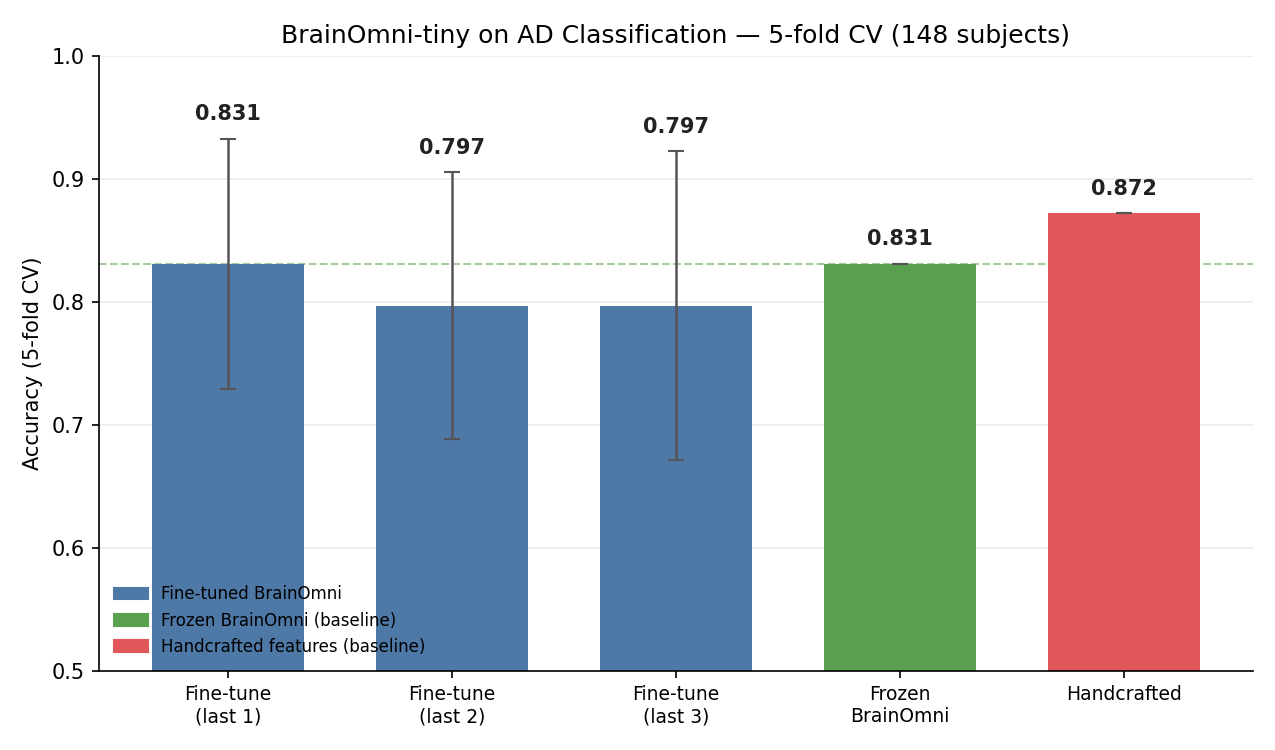 BrainOmni-tiny on AD Classification — 5-fold CV (148 subjects)
Accuracy (5-fold CV)
1.0
0.9
0.8
0.7
0.6
0.5
0.831
0.797
0.797
0.831
0.872
Fine-tuned BrainOmni
Frozen BrainOmni (baseline)
Handcrafted features (baseline)
Fine-tune
(last 1)
Fine-tune
(last 2)
Fine-tune
(last 3)
Frozen
BrainOmni
Handcrafted